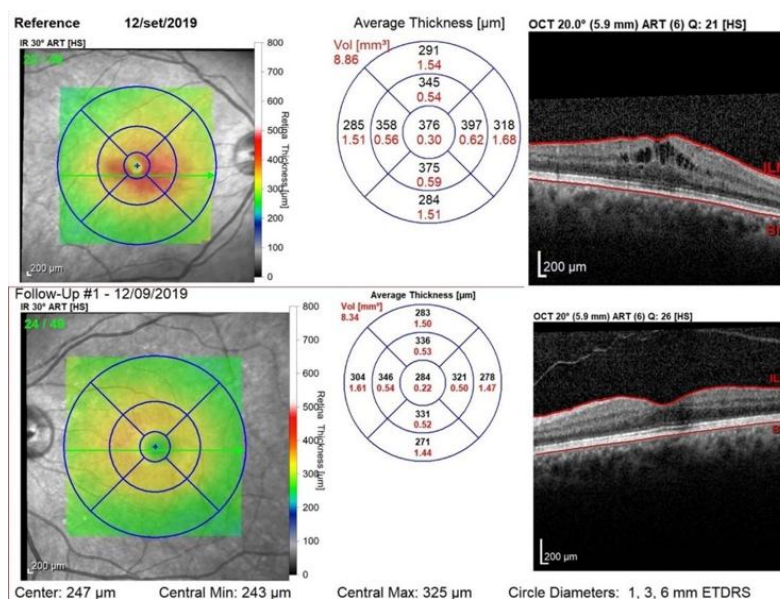 Reference 12/set/2019
IR 30° ART [HS]
800
700
600
500
400
300
200
100
0
Retina Thickness [µm]
200 µm
Average Thickness [µm]
Vol [mm³]
8.86
291
1.54
345
0.54
285 358 376 397 318
1.51 0.56 0.30 0.62 1.68
375
0.59
284
1.51
OCT 20.0° (5.9 mm) ART (6) Q: 21 [HS]
200 µm
Follow-Up #1 - 12/09/2019
IR 30° ART [HS]
24 / 49
800
700
600
500
400
300
200
100
0
Retina Thickness [µm]
200 µm
Average Thickness [µm]
Vol [mm³]
8.34
283
1.50
336
0.53
304 346 284 321 278
1.61 0.54 0.22 0.50 1.47
331
0.52
271
1.44
OCT 20° (5.9 mm) ART (6) Q: 26 [HS]
200 µm
Center: 247 µm Central Min: 243 µm Central Max: 325 µm Circle Diameters: 1, 3, 6 mm ETDRS